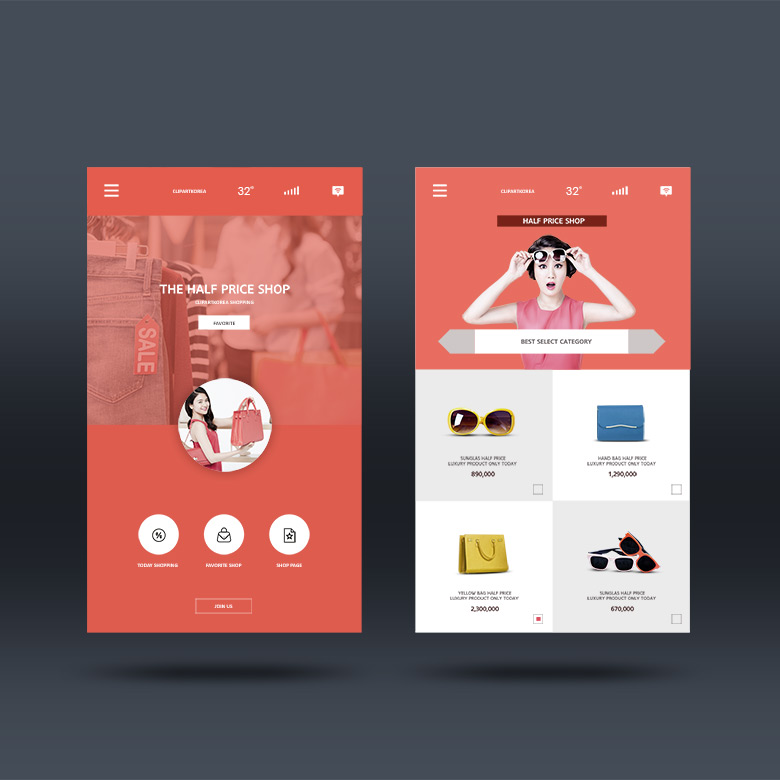 CLIPARTKOREA 32°
THE HALF PRICE SHOP
CLIPARTKOREA SHOPPING
FAVORITE
SALE
TODAY SHOPPING
FAVORITE SHOP
SHOP PAGE
JOIN US
CLIPARTKOREA 32°
HALF PRICE SHOP
BEST SELECT CATEGORY
SUNGLAS HALF PRICE
LUXURY PRODUCT ONLY TODAY
890,000
HAND BAG HALF PRICE
LUXURY PRODUCT ONLY TODAY
1,290,000
YELLOW BAG HALF PRICE
LUXURY PRODUCT ONLY TODAY
2,300,000
SUNGLAS HALF PRICE
LUXURY PRODUCT ONLY TODAY
670,000